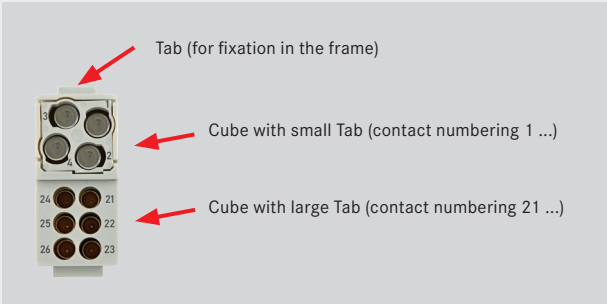 Tab (for fixation in the frame)
3 1
Cube with small Tab (contact numbering 1 ...)
4 2
24 21
Cube with large Tab (contact numbering 21 ...)
25 22
26 23